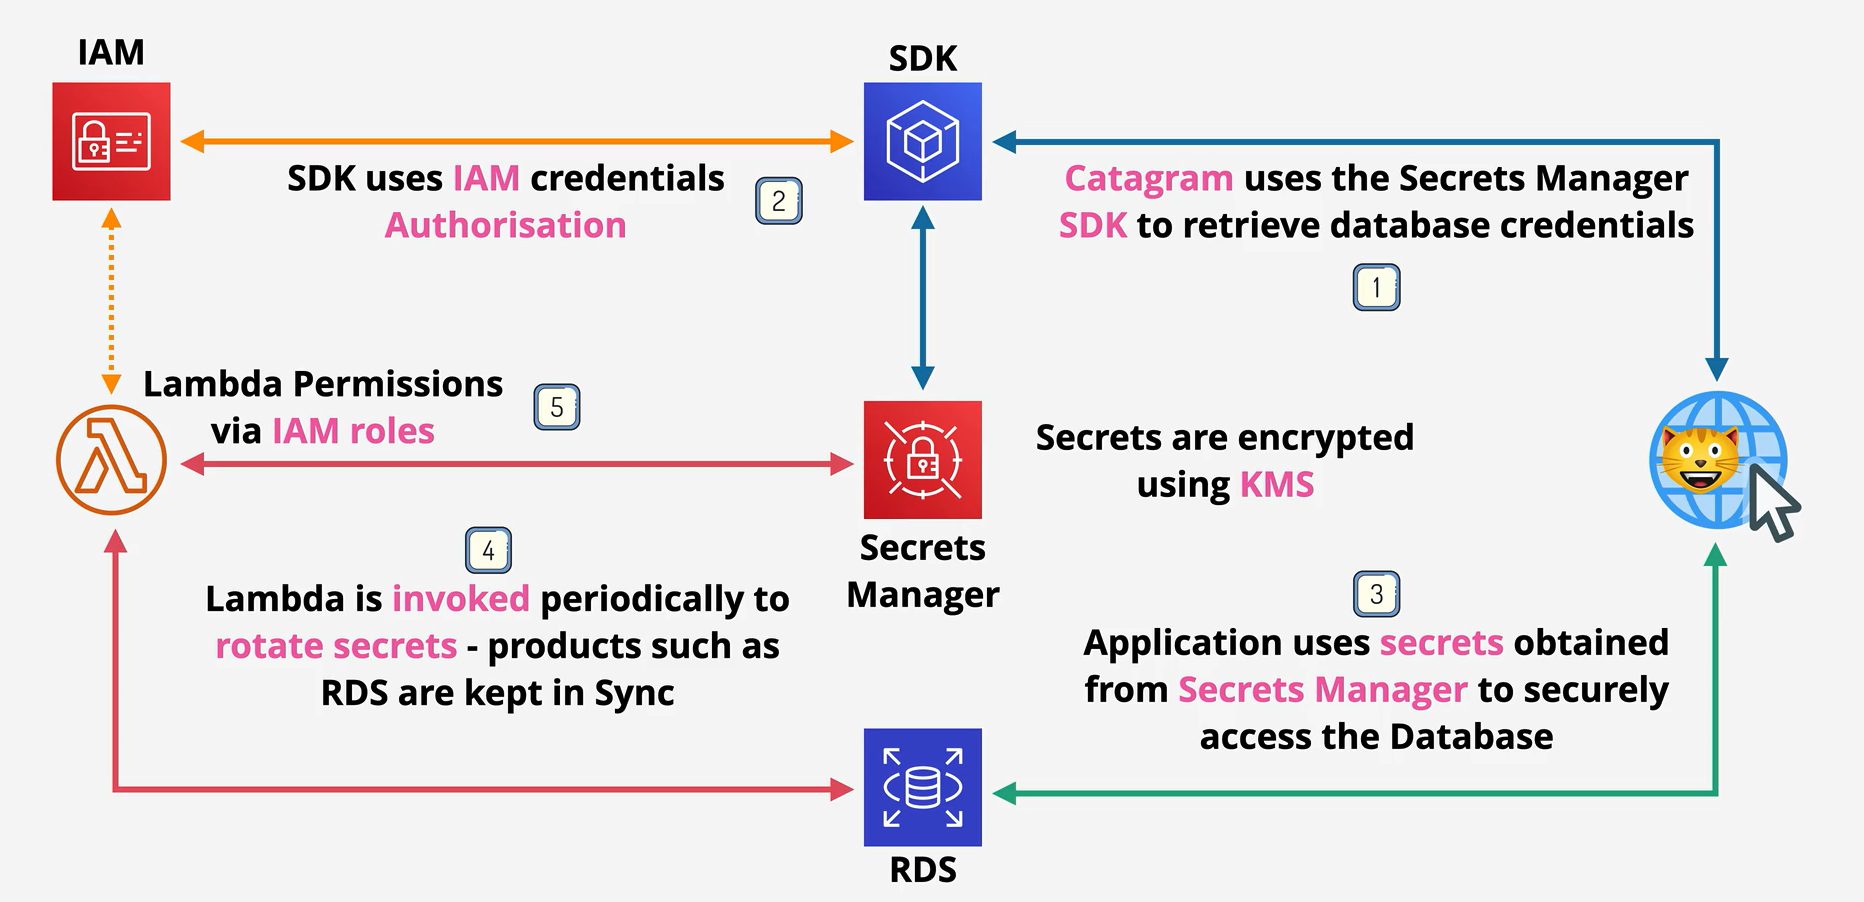 IAM
SDK
SDK uses IAM credentials
Authorisation
2
Catagram uses the Secrets Manager
SDK to retrieve database credentials
1
Lambda Permissions
via IAM roles
5
Secrets are encrypted
using KMS
Secrets
Manager
4
Lambda is invoked periodically to
rotate secrets - products such as
RDS are kept in Sync
3
Application uses secrets obtained
from Secrets Manager to securely
access the Database
RDS